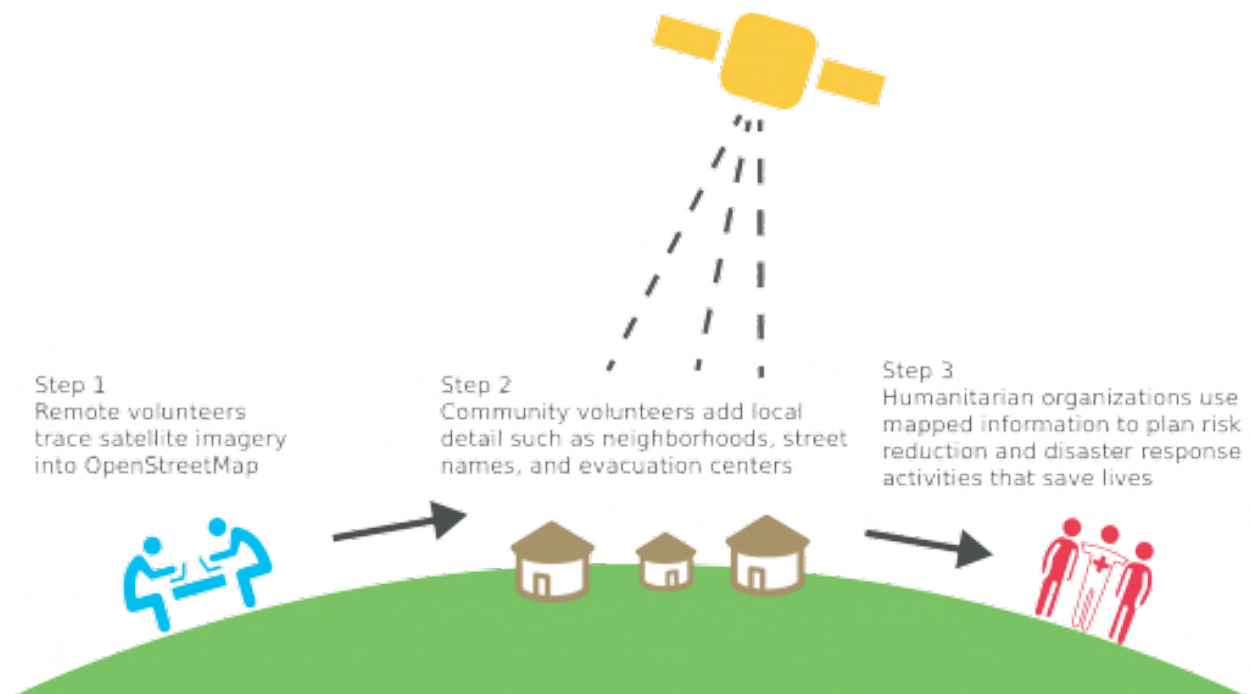 Step 1
Remote volunteers
trace satellite imagery
into OpenStreetMap
Step 2
Community volunteers add local
detail such as neighborhoods, street
names, and evacuation centers
Step 3
Humanitarian organizations use
mapped information to plan risk
reduction and disaster response
activities that save lives